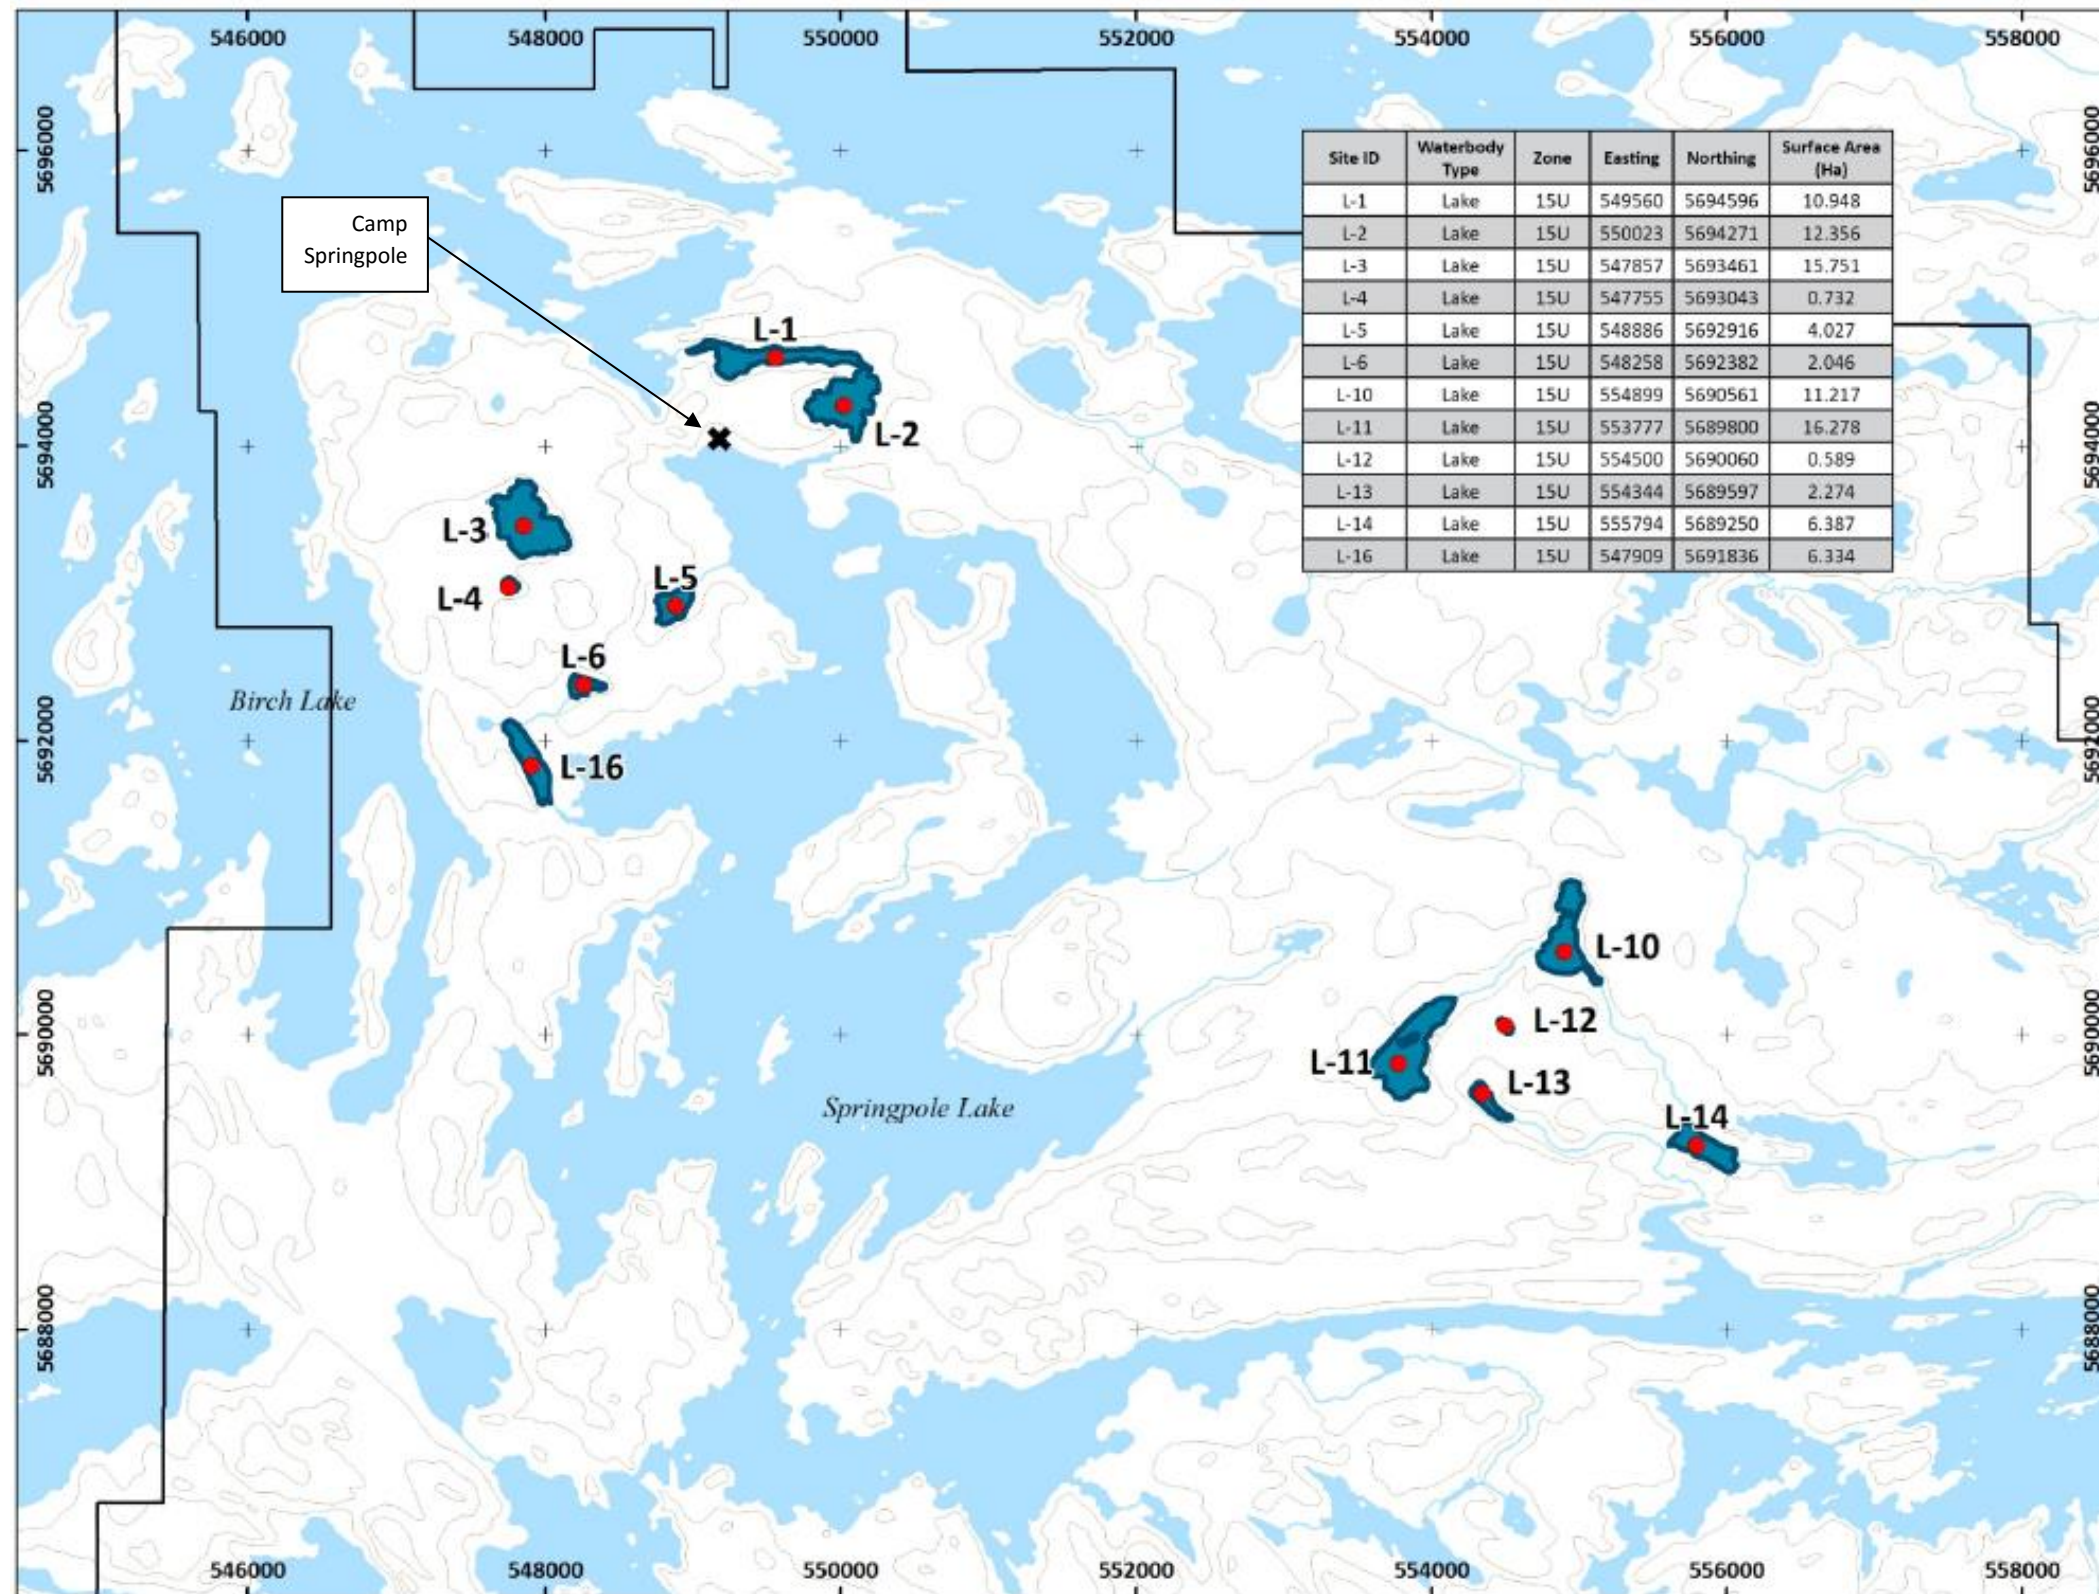 546000 548000 550000 552000 554000 556000 558000
5696000 5696000
Site ID Waterbody Type Zone Easting Northing Surface Area (Ha)
L-1 Lake 15U 549560 5694596 10.948
L-2 Lake 15U 550023 5694271 12.356
L-3 Lake 15U 547857 5693461 15.751
L-4 Lake 15U 547755 5693043 0.732
L-5 Lake 15U 548886 5692916 4.027
L-6 Lake 15U 548258 5692382 2.046
L-10 Lake 15U 554899 5690561 11.217
L-11 Lake 15U 553777 5689800 16.278
L-12 Lake 15U 554500 5690060 0.589
L-13 Lake 15U 554344 5689597 2.274
L-14 Lake 15U 555794 5689250 6.387
L-16 Lake 15U 547909 5691836 6.334
Camp
Springpole
L-1
L-2
5694000 5694000
L-3
L-4
L-5
L-6
Birch Lake
5692000 5692000
L-16
L-10
L-12
5690000 5690000
L-11
L-13
Springpole Lake
L-14
5688000 5688000
546000 548000 550000 552000 554000 556000 558000